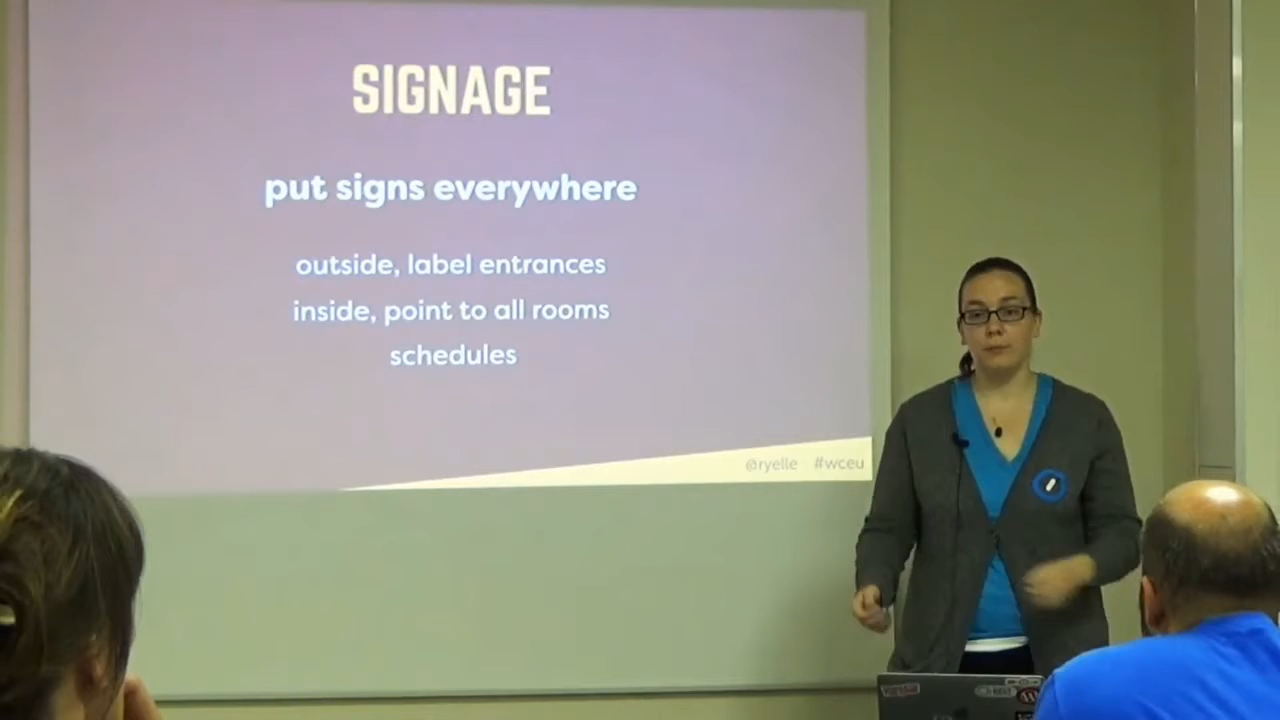 SIGNAGE
put signs everywhere
outside, label entrances
inside, point to all rooms
schedules
@ryelle #wceu